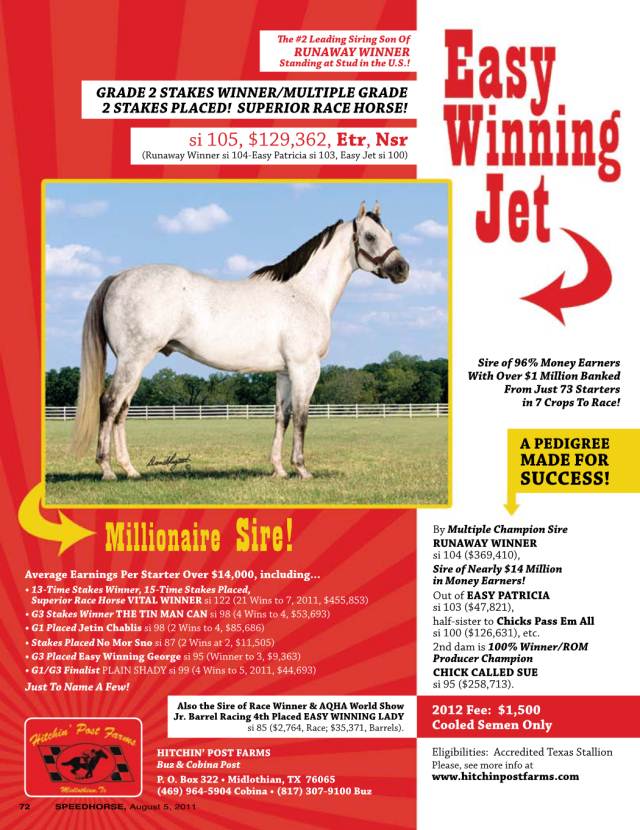 The #2 Leading Siring Son Of
RUNAWAY WINNER
Standing at Stud in the U.S.!
GRADE 2 STAKES WINNER/MULTIPLE GRADE
2 STAKES PLACED!  SUPERIOR RACE HORSE!
si 105, $129,362, Etr, Nsr
(Runaway Winner si 104-Easy Patricia si 103, Easy Jet si 100)
Easy
Winning
Jet
Sire of 96% Money Earners
With Over $1 Million Banked
From Just 73 Starters
in 7 Crops To Race!
A PEDIGREE
MADE FOR
SUCCESS!
By Multiple Champion Sire
RUNAWAY WINNER
si 104 ($369,410),
Sire of Nearly $14 Million
in Money Earners!
Out of EASY PATRICIA
si 103 ($47,821),
half-sister to Chicks Pass Em All
si 100 ($126,631), etc.
2nd dam is 100% Winner/ROM
Producer Champion
CHICK CALLED SUE
si 95 ($258,713).
Millionaire Sire!
Average Earnings Per Starter Over $14,000, including...
• 13-Time Stakes Winner, 15-Time Stakes Placed,
Superior Race Horse VITAL WINNER si 122 (21 Wins to 7, 2011, $455,853)
• G3 Stakes Winner THE TIN MAN CAN si 98 (4 Wins to 4, $53,693)
• G1 Placed Jetin Chablis si 98 (2 Wins to 4, $85,686)
• Stakes Placed No Mor Sno si 87 (2 Wins at 2, $11,505)
• G3 Placed Easy Winning George si 95 (Winner to 3, $9,363)
• G1/G3 Finalist PLAIN SHADY si 99 (4 Wins to 5, 2011, $44,693)
Just To Name A Few!
Also the Sire of Race Winner & AQHA World Show
Jr. Barrel Racing 4th Placed EASY WINNING LADY
si 85 ($2,764, Race; $35,371, Barrels).
2012 Fee:  $1,500
Cooled Semen Only
Hitchin' Post Farms
Midlothian, Tx
HITCHIN' POST FARMS
Buz & Cobina Post
P. O. Box 322 • Midlothian, TX  76065
(469) 964-5904 Cobina • (817) 307-9100 Buz
Eligibilities:  Accredited Texas Stallion
Please, see more info at
www.hitchinpostfarms.com
72 SPEEDHORSE, August 5, 2011